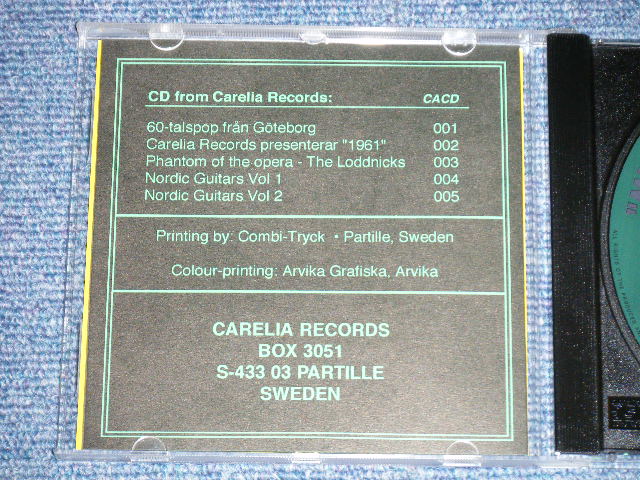 CD from Carelia Records: CACD
60-talspop från Göteborg 001
Carelia Records presenterar "1961" 002
Phantom of the opera - The Loddnicks 003
Nordic Guitars Vol 1 004
Nordic Guitars Vol 2 005
Printing by: Combi-Tryck • Partille, Sweden
Colour-printing: Arvika Grafiska, Arvika
CARELIA RECORDS
BOX 3051
S-433 03 PARTILLE
SWEDEN